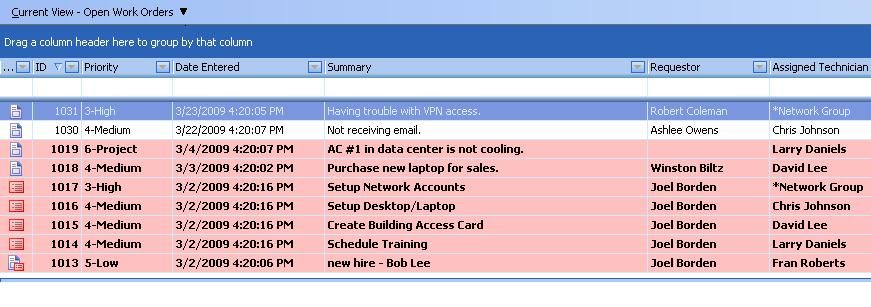 Current View - Open Work Orders ▼
Drag a column header here to group by that column
... ID Priority Date Entered Summary Requestor Assigned Technician
1031 3-High 3/23/2009 4:20:05 PM Having trouble with VPN access. Robert Coleman *Network Group
1030 4-Medium 3/22/2009 4:20:07 PM Not receiving email. Ashlee Owens Chris Johnson
1019 6-Project 3/4/2009 4:20:07 PM AC #1 in data center is not cooling. Larry Daniels
1018 4-Medium 3/3/2009 4:20:02 PM Purchase new laptop for sales. Winston Biltz David Lee
1017 3-High 3/2/2009 4:20:16 PM Setup Network Accounts Joel Borden *Network Group
1016 4-Medium 3/2/2009 4:20:16 PM Setup Desktop/Laptop Joel Borden Chris Johnson
1015 4-Medium 3/2/2009 4:20:16 PM Create Building Access Card Joel Borden David Lee
1014 4-Medium 3/2/2009 4:20:16 PM Schedule Training Joel Borden Larry Daniels
1013 5-Low 3/2/2009 4:20:06 PM new hire - Bob Lee Joel Borden Fran Roberts